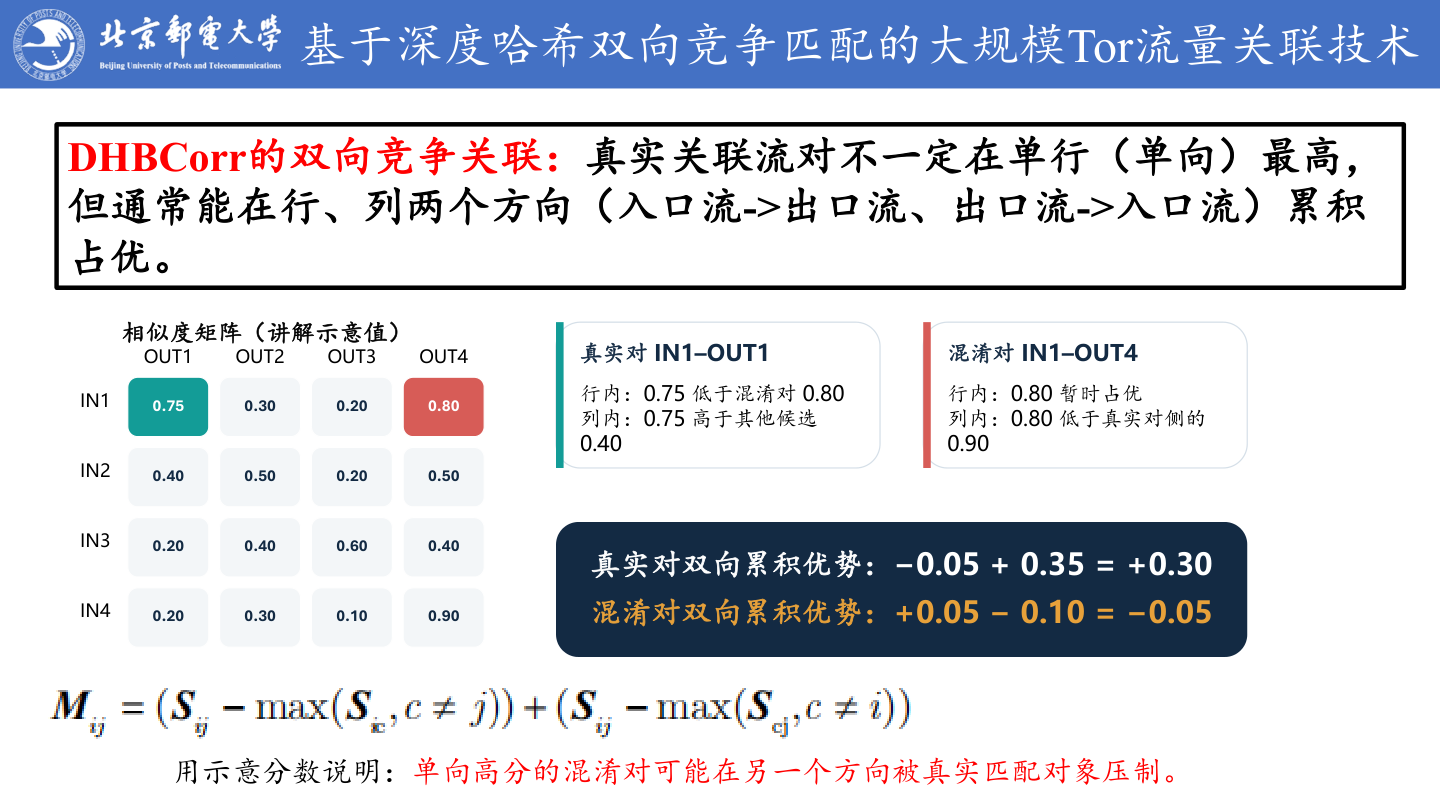 北京郵電大學
Beijing University of Posts and Telecommunications
基于深度哈希双向竞争匹配的大规模Tor流量关联技术
DHBCorr的双向竞争关联：真实关联流对不一定在单行（单向）最高，
但通常能在行、列两个方向（入口流->出口流、出口流->入口流）累积
占优。
相似度矩阵（讲解示意值）
OUT1 OUT2 OUT3 OUT4
IN1 0.75 0.30 0.20 0.80
IN2 0.40 0.50 0.20 0.50
IN3 0.20 0.40 0.60 0.40
IN4 0.20 0.30 0.10 0.90
真实对 IN1–OUT1
行内：0.75 低于混淆对 0.80
列内：0.75 高于其他候选
0.40
混淆对 IN1–OUT4
行内：0.80 暂时占优
列内：0.80 低于真实对侧的
0.90
真实对双向累积优势：−0.05 + 0.35 = +0.30
混淆对双向累积优势：+0.05 − 0.10 = −0.05
M_ij = (S_ij − max(S_ic, c ≠ j)) + (S_ij − max(S_cj, c ≠ i))
用示意分数说明：单向高分的混淆对可能在另一个方向被真实匹配对象压制。